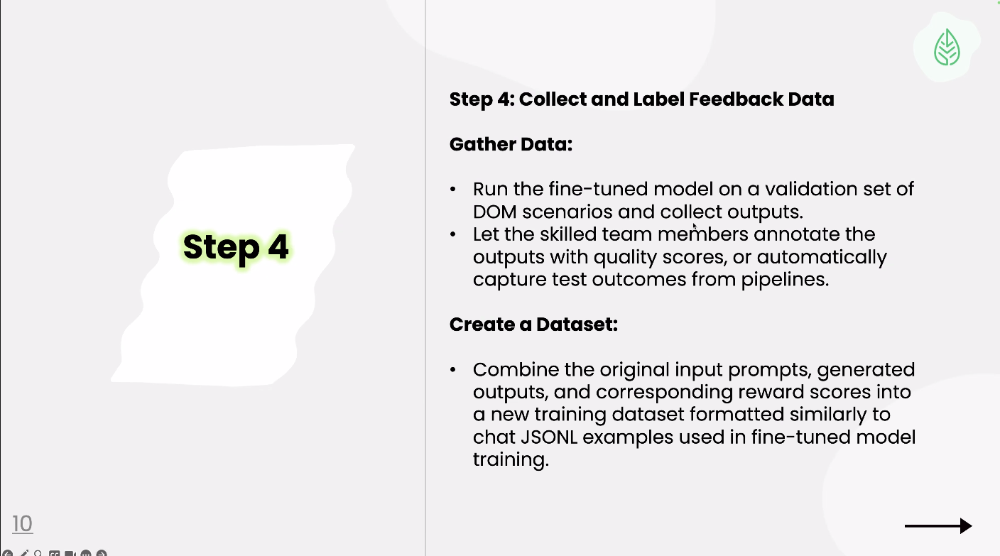 Step 4
Step 4: Collect and Label Feedback Data
Gather Data:
• Run the fine-tuned model on a validation set of
DOM scenarios and collect outputs.
• Let the skilled team members annotate the
outputs with quality scores, or automatically
capture test outcomes from pipelines.
Create a Dataset:
• Combine the original input prompts, generated
outputs, and corresponding reward scores into
a new training dataset formatted similarly to
chat JSONL examples used in fine-tuned model
training.
10
CC